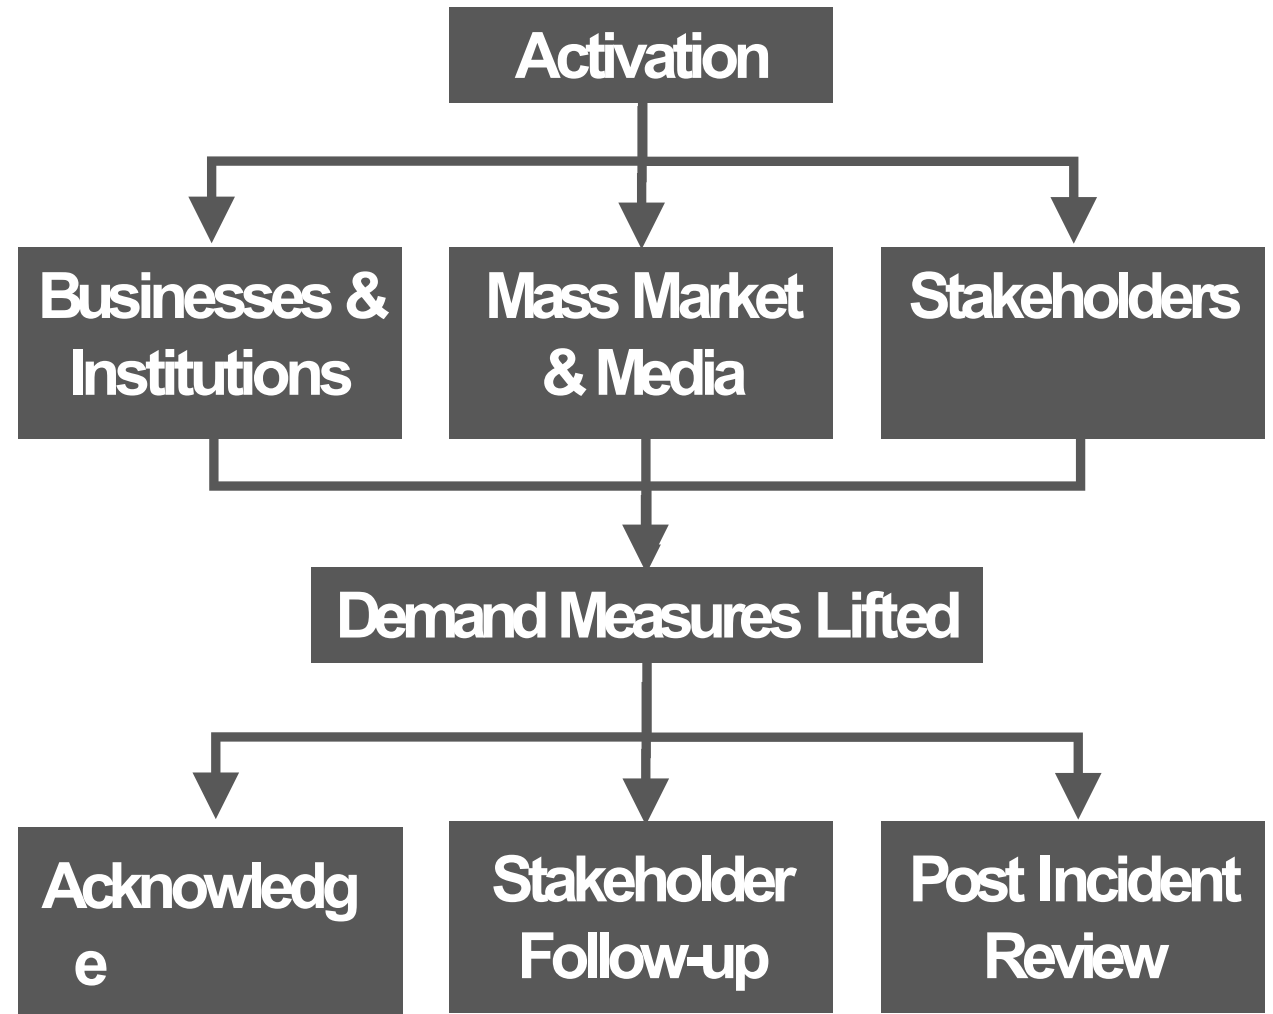 Activation
Businesses &
Institutions
Mass Market
& Media
Stakeholders
Demand Measures Lifted
Acknowledg
e
Stakeholder
Follow-up
Post Incident
Review